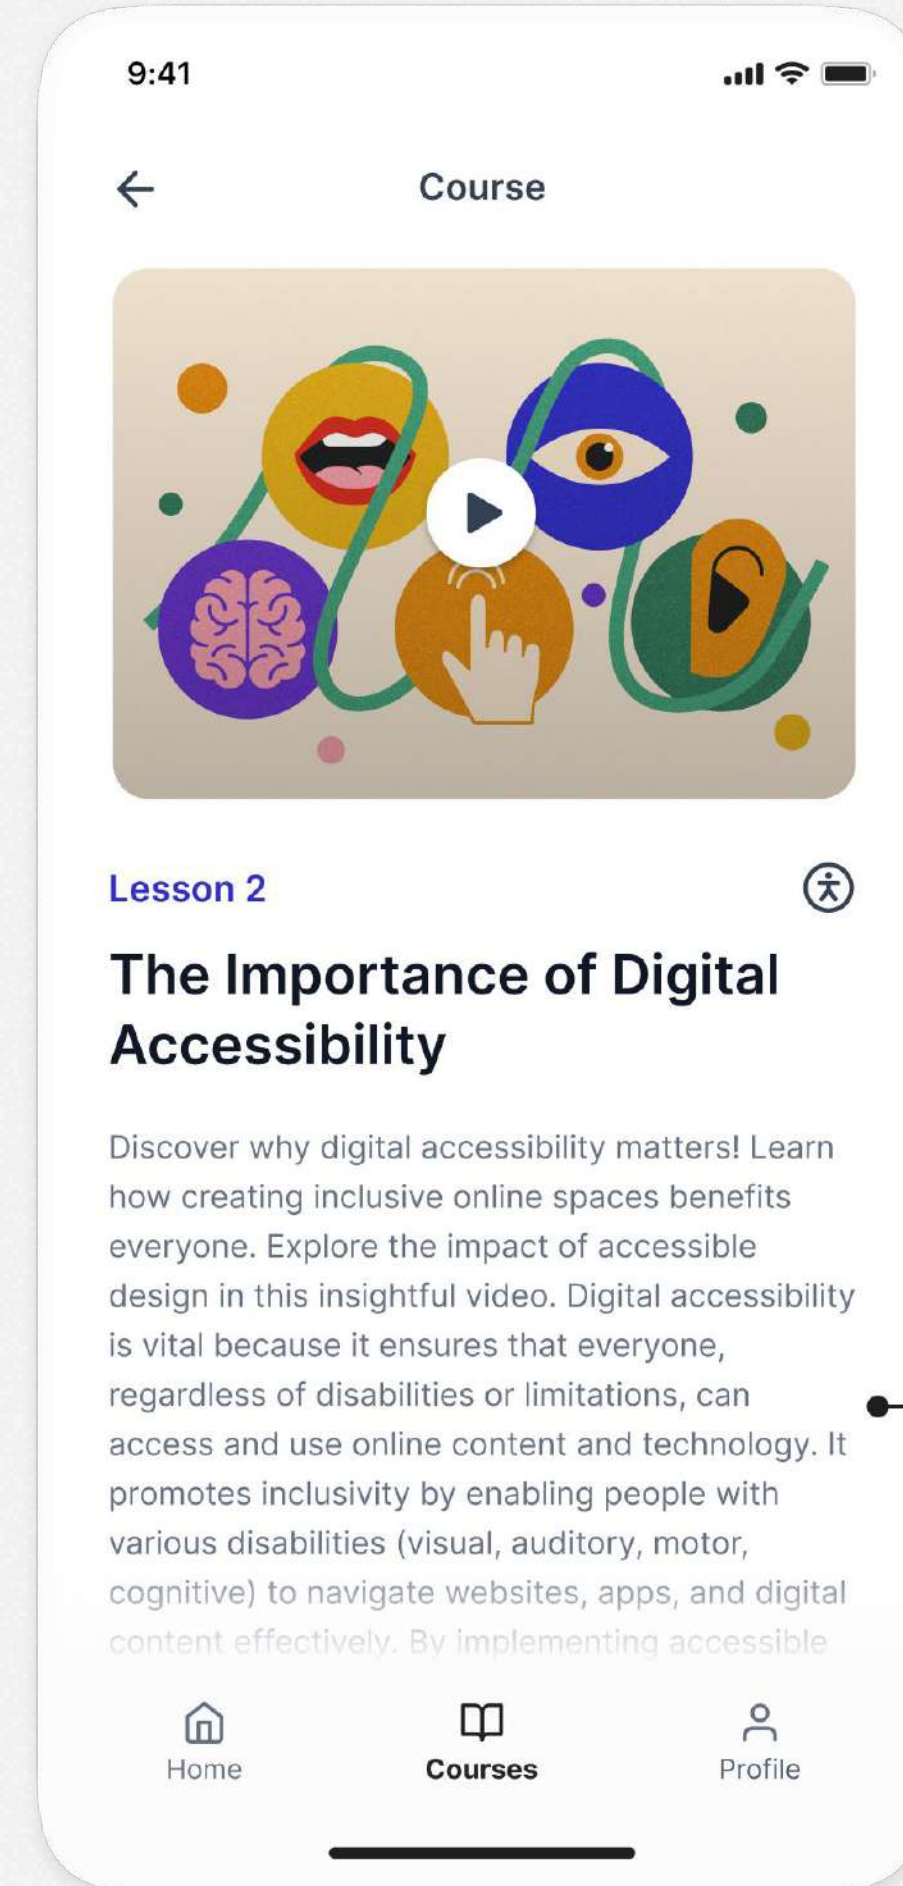 9:41
Course
Lesson 2
The Importance of Digital
Accessibility
Discover why digital accessibility matters! Learn
how creating inclusive online spaces benefits
everyone. Explore the impact of accessible
design in this insightful video. Digital accessibility
is vital because it ensures that everyone,
regardless of disabilities or limitations, can
access and use online content and technology. It
promotes inclusivity by enabling people with
various disabilities (visual, auditory, motor,
cognitive) to navigate websites, apps, and digital
content effectively. By implementing accessible
Home
Courses
Profile